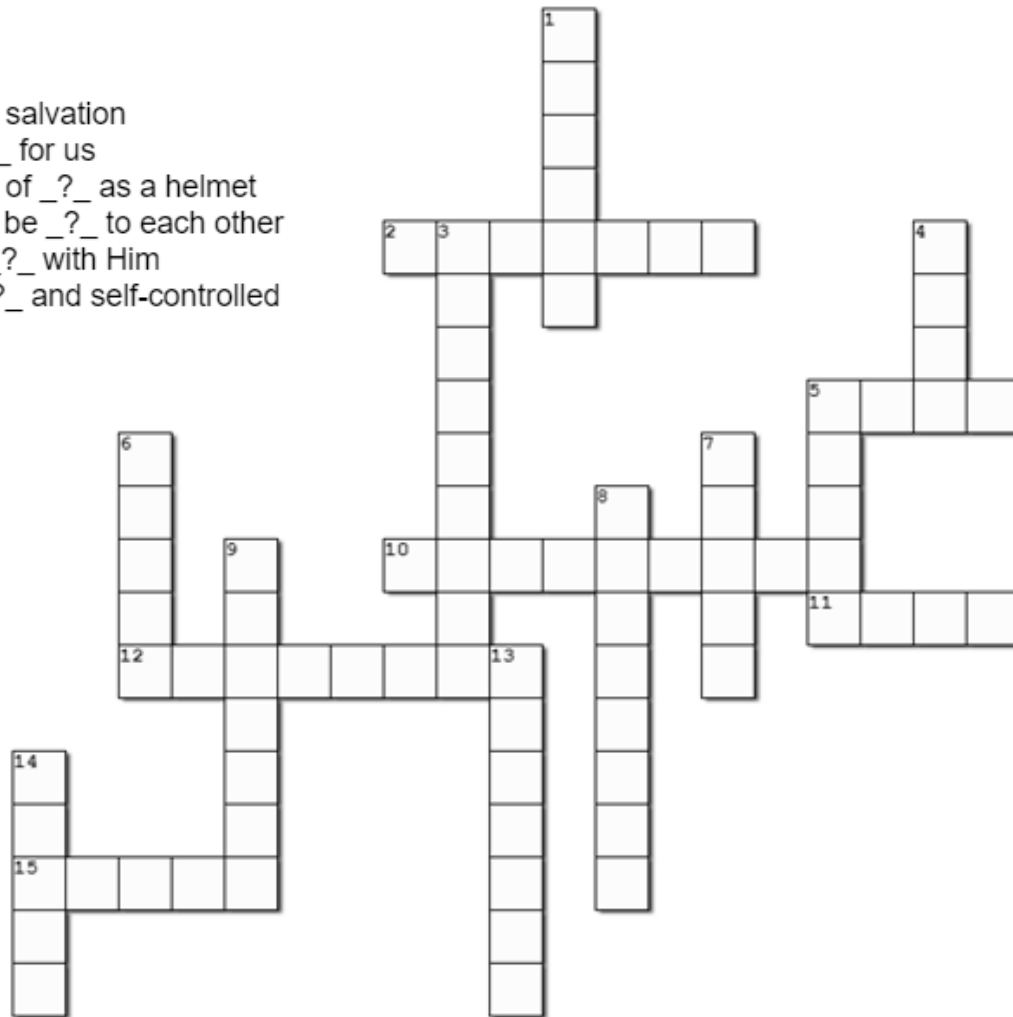 salvation
_ for us
of _?_ as a helmet
be _?_ to each other
?_ with Him
?_ and self-controlled
1
2 3 4
5
6 7
8
9 10
11
12 13
14
15